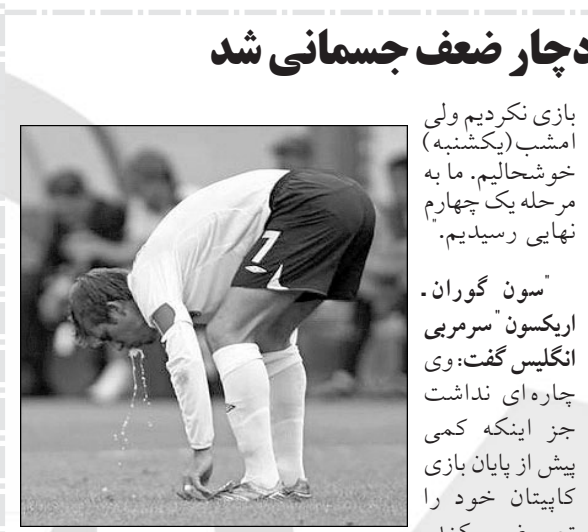 دچار ضعف جسمانی شد
بازی نکردیم ولی
امشب (یکشنبه)
خوشحالیم. ما به
مرحله یک چهارم
نهایی رسیدیم."
"سون گوران ـ
اریکسون" سرمربی
انگلیس گفت: وی
چاره ای نداشت
جز اینکه کمی
پیش از پایان بازی
کاپیتان خود را
7